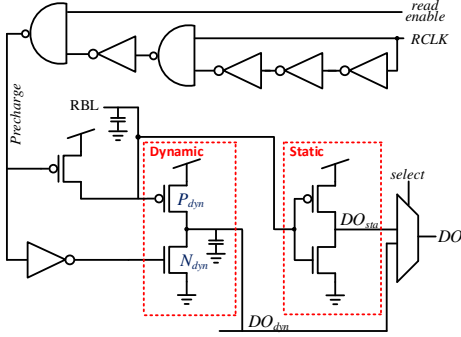 read
enable
RCLK
Precharge
RBL
Dynamic
Static
select
P_dyn
DO_sta
DO
N_dyn
DO_dyn